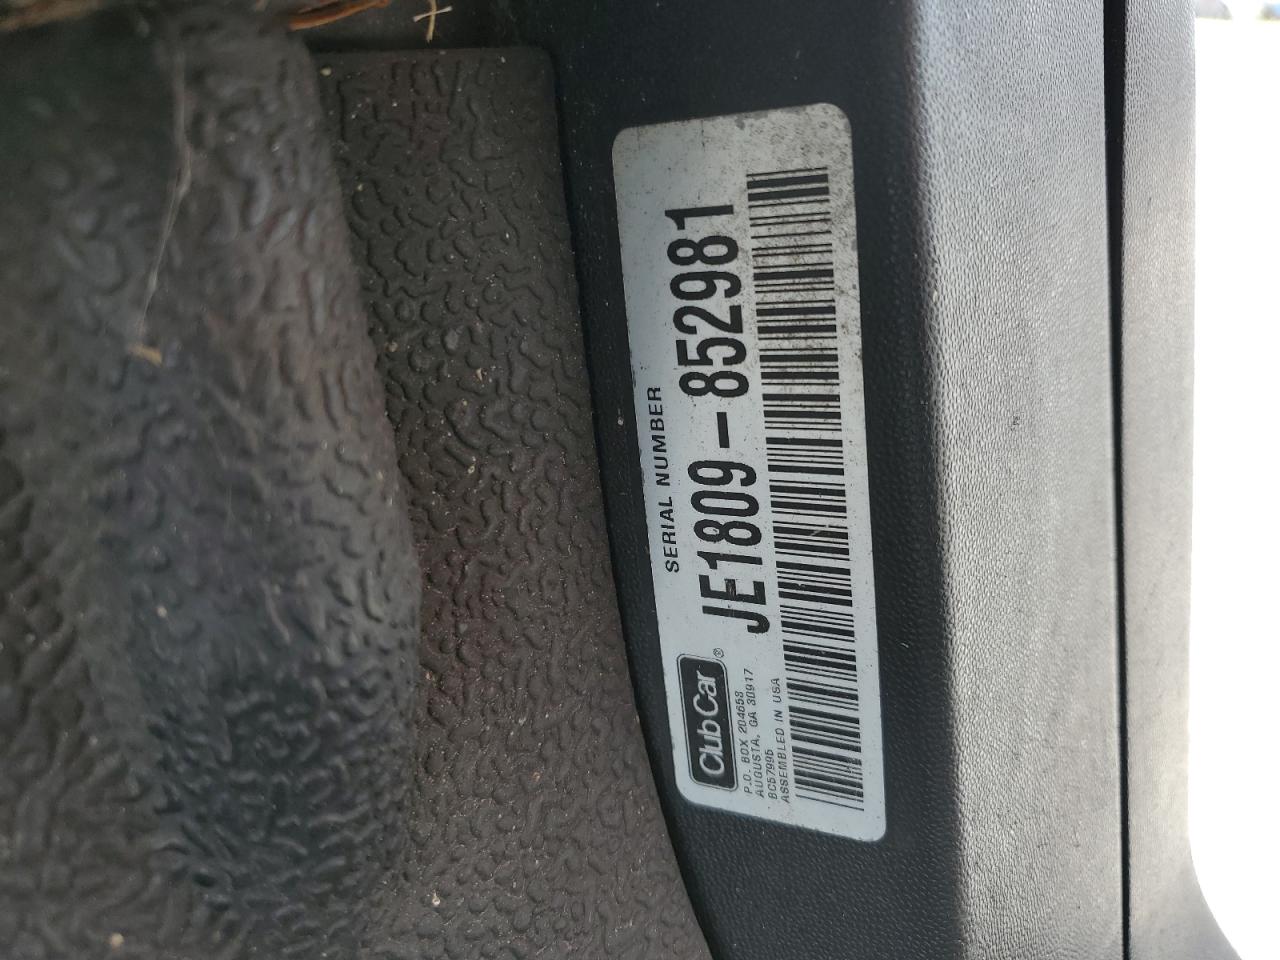 SERIAL NUMBER
JE1809-852981
Club Car®
P.O. BOX 204658
AUGUSTA, GA 30917
BC57995
ASSEMBLED IN USA